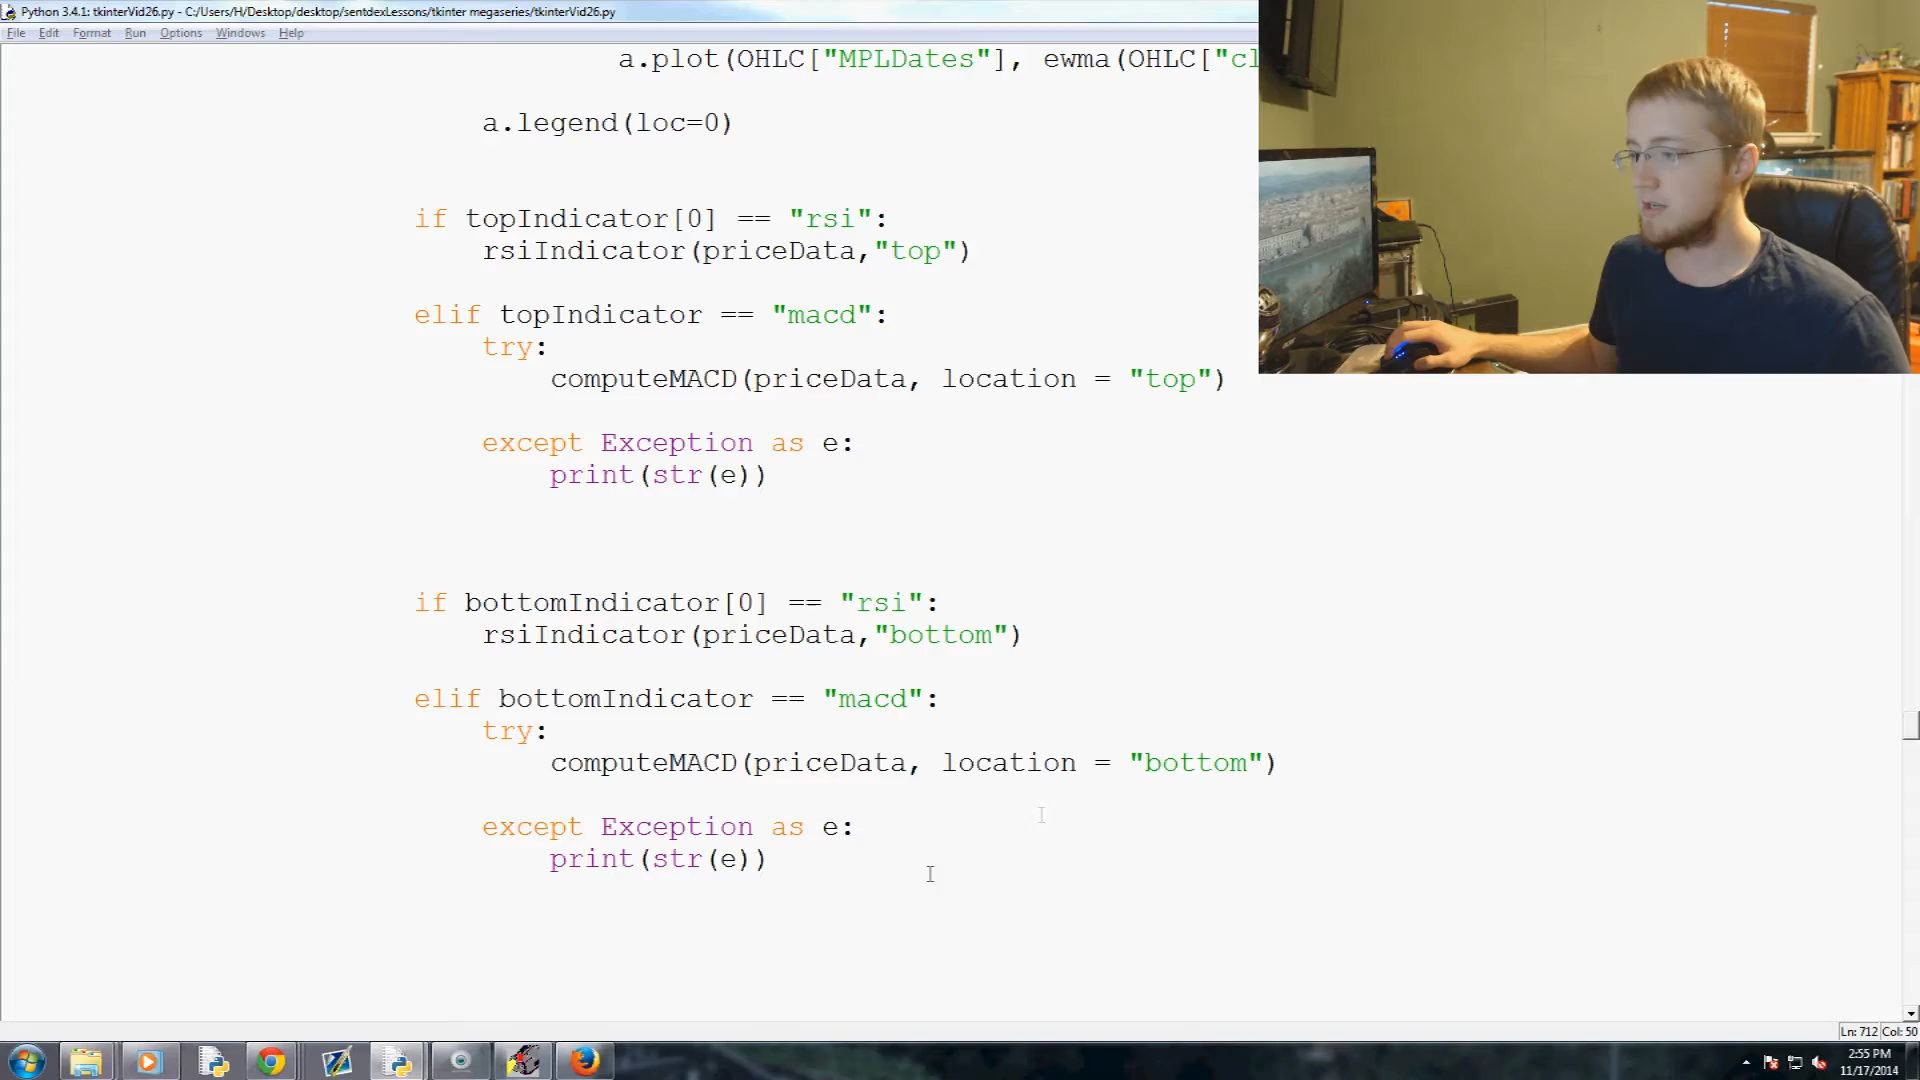 Python 3.4.1: tkinterVid26.py - C:/Users/H/Desktop/desktop/sentdexLessons/tkinter megaseries/tkinterVid26.py
File Edit Format Run Options Windows Help
a.plot(OHLC["MPLDates"], ewma(OHLC["cl
a.legend(loc=0)
if topIndicator[0] == "rsi":
rsiIndicator(priceData,"top")
elif topIndicator == "macd":
try:
computeMACD(priceData, location = "top")
except Exception as e:
print(str(e))
if bottomIndicator[0] == "rsi":
rsiIndicator(priceData,"bottom")
elif bottomIndicator == "macd":
try:
computeMACD(priceData, location = "bottom")
except Exception as e:
print(str(e))
Ln: 712 Col: 50
2:55 PM
11/17/2014